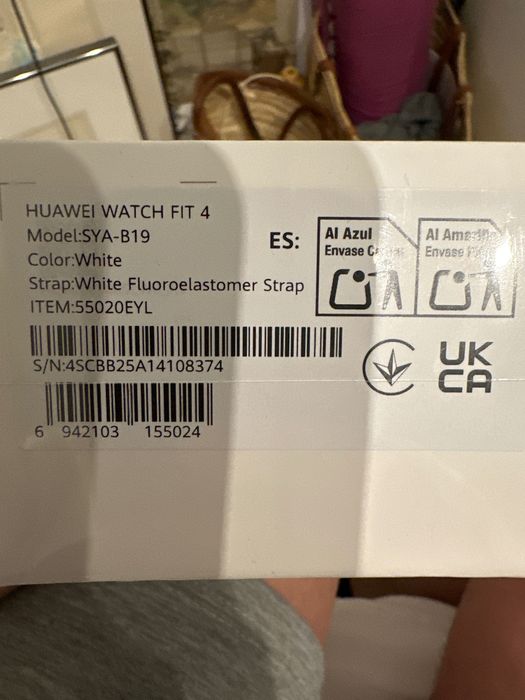 HUAWEI WATCH FIT 4
Model:SYA-B19
Color:White
Strap:White Fluoroelastomer Strap
ITEM:55020EYL
S/N:4SCBB25A14108374
6 942103 155024
ES:
Al Azul
Envase
Al Amarillo
Envase
UK
CA